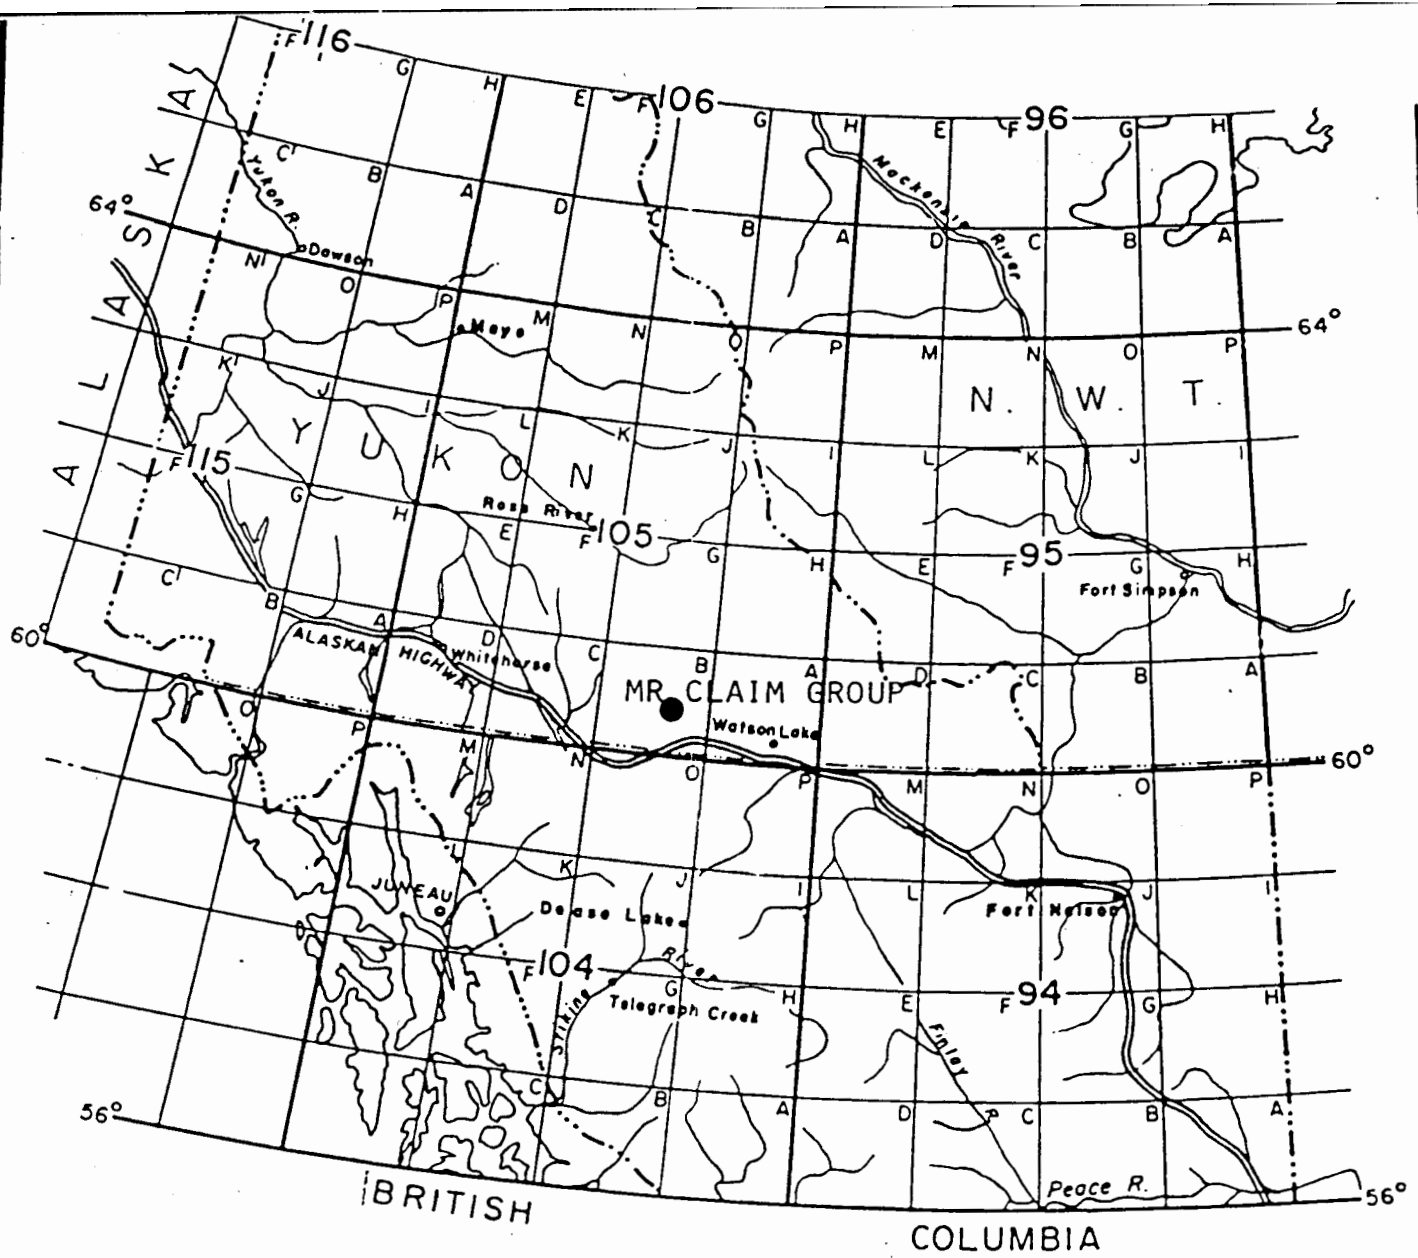 F 116 G H E F 106 G H E F 96 G H
C B A D C B A D C B A
A L A S K A
Yukon R.
Mackenzie River
64°
N Dawson
O P Mayo M N O P M N O P
64°
K J I L K J I L K J I
Y U K O N
N. W. T.
F 115 G H Ross River E F 105 G H E F 95 G H
Fort Simpson
C B A D C B A D C B A
ALASKAN HIGHWAY
Whitehorse
MR CLAIM GROUP
Watson Lake
60°
O P M N O P M N O P
60°
L K J I L K J I
JUNEAU
Dease Lake
Fort Nelson
F 104 G H E F 94 G H
Stikine River
Telegraph Creek
Finlay R
C B A D C B A
56°
Peace R.
56°
BRITISH
COLUMBIA